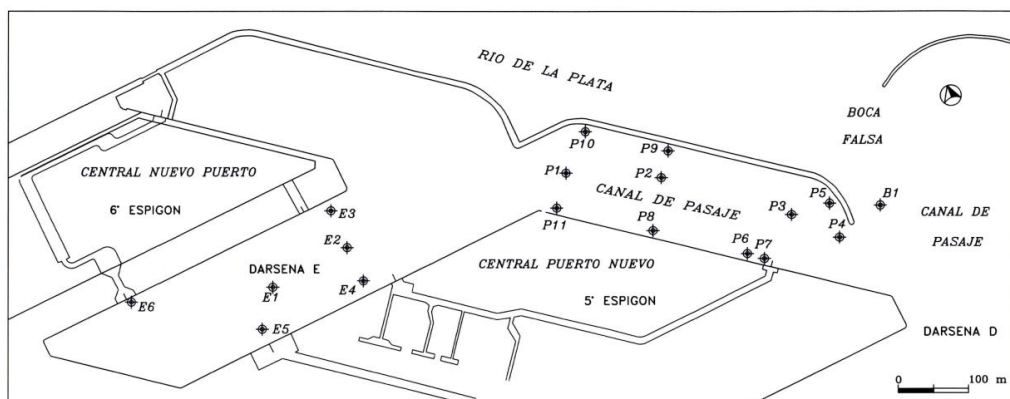 RIO DE LA PLATA
BOCA
FALSA
P10
P9
CENTRAL NUEVO PUERTO
6º ESPIGON
P1
P2
CANAL DE PASAJE
P5
B1
P3
CANAL DE
PASAJE
E3
P11
P8
P4
E2
P6
P7
DARSENA E
CENTRAL PUERTO NUEVO
E4
E1
E6
5º ESPIGON
E5
DARSENA D
0 100 m